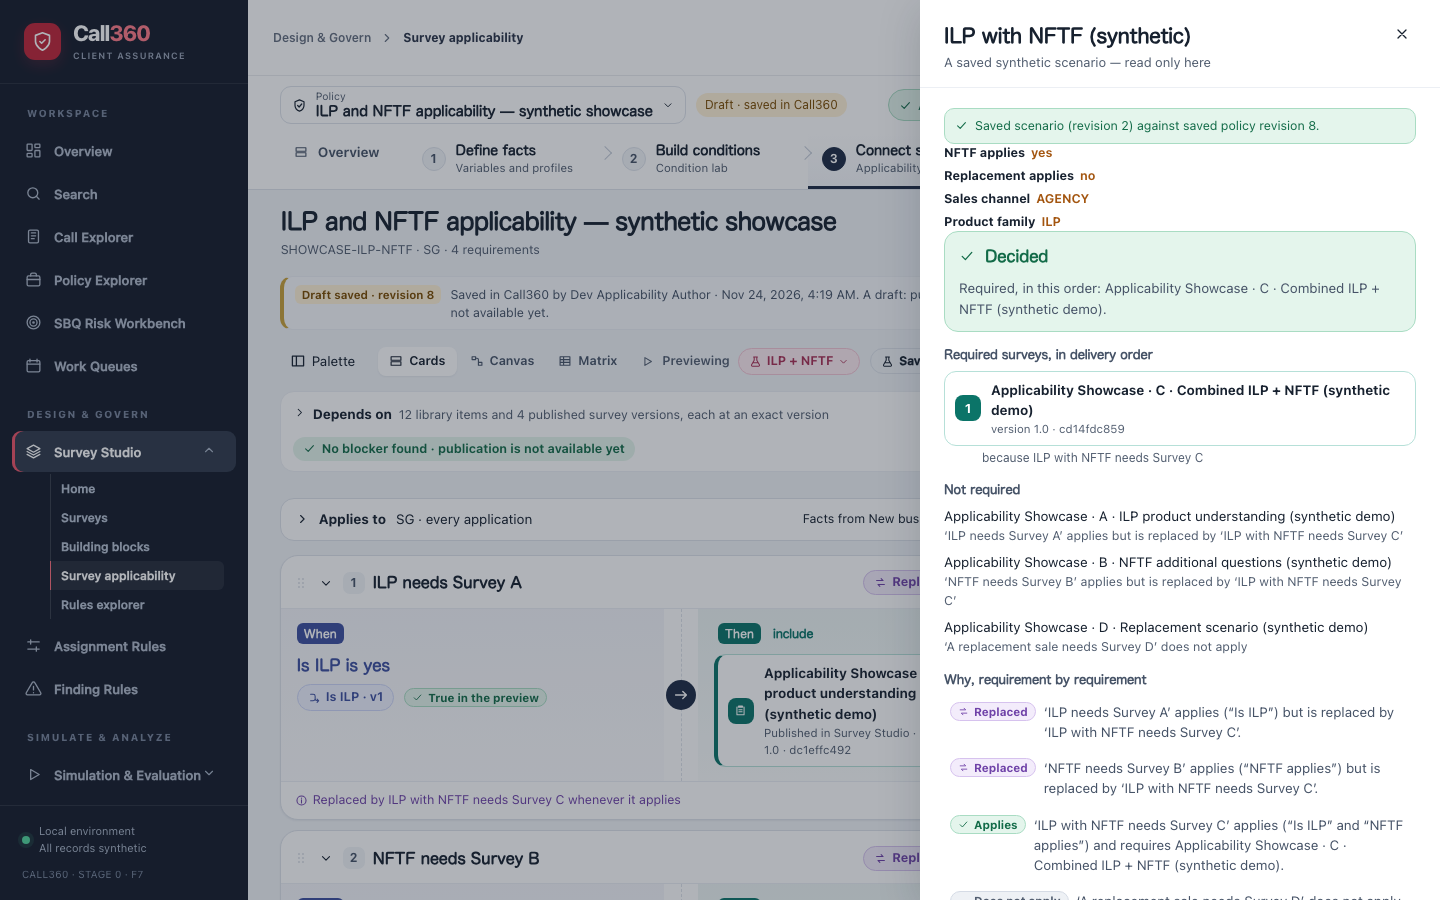 Call360
CLIENT ASSURANCE
WORKSPACE
Overview
Search
Call Explorer
Policy Explorer
SBQ Risk Workbench
Work Queues
DESIGN & GOVERN
Survey Studio
Home
Surveys
Building blocks
Survey applicability
Rules explorer
Assignment Rules
Finding Rules
SIMULATE & ANALYZE
Simulation & Evaluation
Local environment
All records synthetic
CALL360 · STAGE 0 · F7
Design & Govern > Survey applicability
Policy
ILP and NFTF applicability — synthetic showcase
Draft · saved in Call360
Overview
1 Define facts
Variables and profiles
2 Build conditions
Condition lab
3 Connect s
Applicability
ILP and NFTF applicability — synthetic showcase
SHOWCASE-ILP-NFTF · SG · 4 requirements
Draft saved · revision 8
Saved in Call360 by Dev Applicability Author · Nov 24, 2026, 4:19 AM. A draft: pu
not available yet.
Palette
Cards
Canvas
Matrix
Previewing
ILP + NFTF
Sav
Depends on 12 library items and 4 published survey versions, each at an exact version
No blocker found · publication is not available yet
Applies to SG · every application
Facts from New bus
1 ILP needs Survey A
Repl
When
Is ILP is yes
Is ILP · v1
True in the preview
Then include
Applicability Showcase
product understanding
(synthetic demo)
Published in Survey Studio ·
1.0 · dc1effc492
Replaced by ILP with NFTF needs Survey C whenever it applies
2 NFTF needs Survey B
Repl
ILP with NFTF (synthetic)
A saved synthetic scenario — read only here
Saved scenario (revision 2) against saved policy revision 8.
NFTF applies yes
Replacement applies no
Sales channel AGENCY
Product family ILP
Decided
Required, in this order: Applicability Showcase · C · Combined ILP +
NFTF (synthetic demo).
Required surveys, in delivery order
1
Applicability Showcase · C · Combined ILP + NFTF (synthetic
demo)
version 1.0 · cd14fdc859
because ILP with NFTF needs Survey C
Not required
Applicability Showcase · A · ILP product understanding (synthetic demo)
‘ILP needs Survey A’ applies but is replaced by ‘ILP with NFTF needs Survey C’
Applicability Showcase · B · NFTF additional questions (synthetic demo)
‘NFTF needs Survey B’ applies but is replaced by ‘ILP with NFTF needs Survey
C’
Applicability Showcase · D · Replacement scenario (synthetic demo)
‘A replacement sale needs Survey D’ does not apply
Why, requirement by requirement
Replaced
‘ILP needs Survey A’ applies (“Is ILP”) but is replaced by
‘ILP with NFTF needs Survey C’.
Replaced
‘NFTF needs Survey B’ applies (“NFTF applies”) but is
replaced by ‘ILP with NFTF needs Survey C’.
Applies
‘ILP with NFTF needs Survey C’ applies (“Is ILP” and “NFTF
applies”) and requires Applicability Showcase · C ·
Combined ILP + NFTF (synthetic demo).
Does not apply
‘A replacement sale needs Survey D’ does not apply